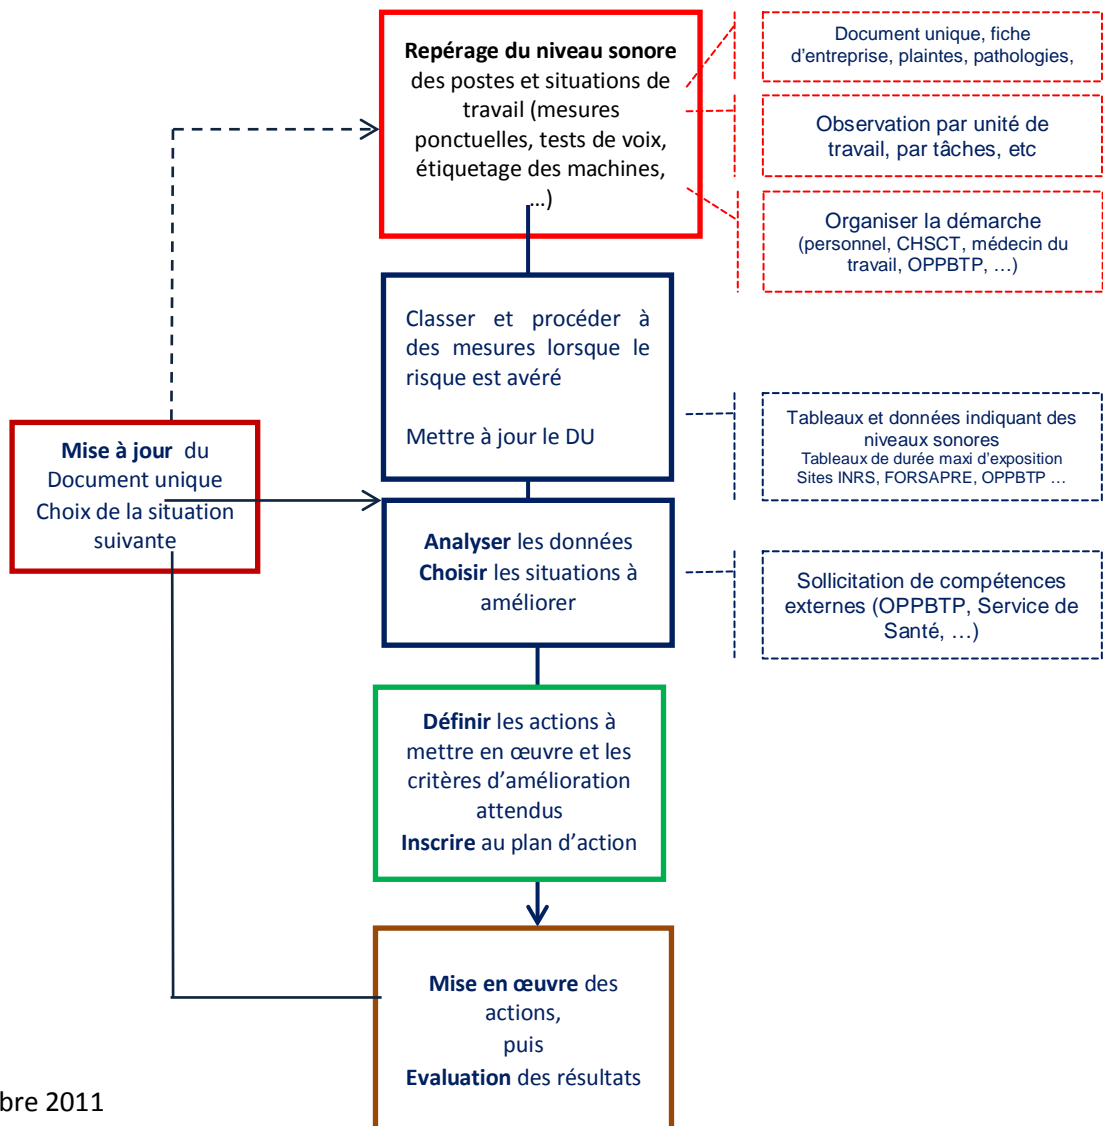 Repérage du niveau sonore
des postes et situations de
travail (mesures
ponctuelles, tests de voix,
étiquetage des machines,
…)
Document unique, fiche
d'entreprise, plaintes, pathologies,
Observation par unité de
travail, par tâches, etc
Organiser la démarche
(personnel, CHSCT, médecin du
travail, OPPBTP, …)
Classer et procéder à
des mesures lorsque le
risque est avéré
Mettre à jour le DU
Tableaux et données indiquant des
niveaux sonores
Tableaux de durée maxi d'exposition
Sites INRS, FORSAPRE, OPPBTP …
Mise à jour du
Document unique
Choix de la situation
suivante
Analyser les données
Choisir les situations à
améliorer
Sollicitation de compétences
externes (OPPBTP, Service de
Santé, …)
Définir les actions à
mettre en œuvre et les
critères d'amélioration
attendus
Inscrire au plan d'action
Mise en œuvre des
actions,
puis
Evaluation des résultats
bre 2011